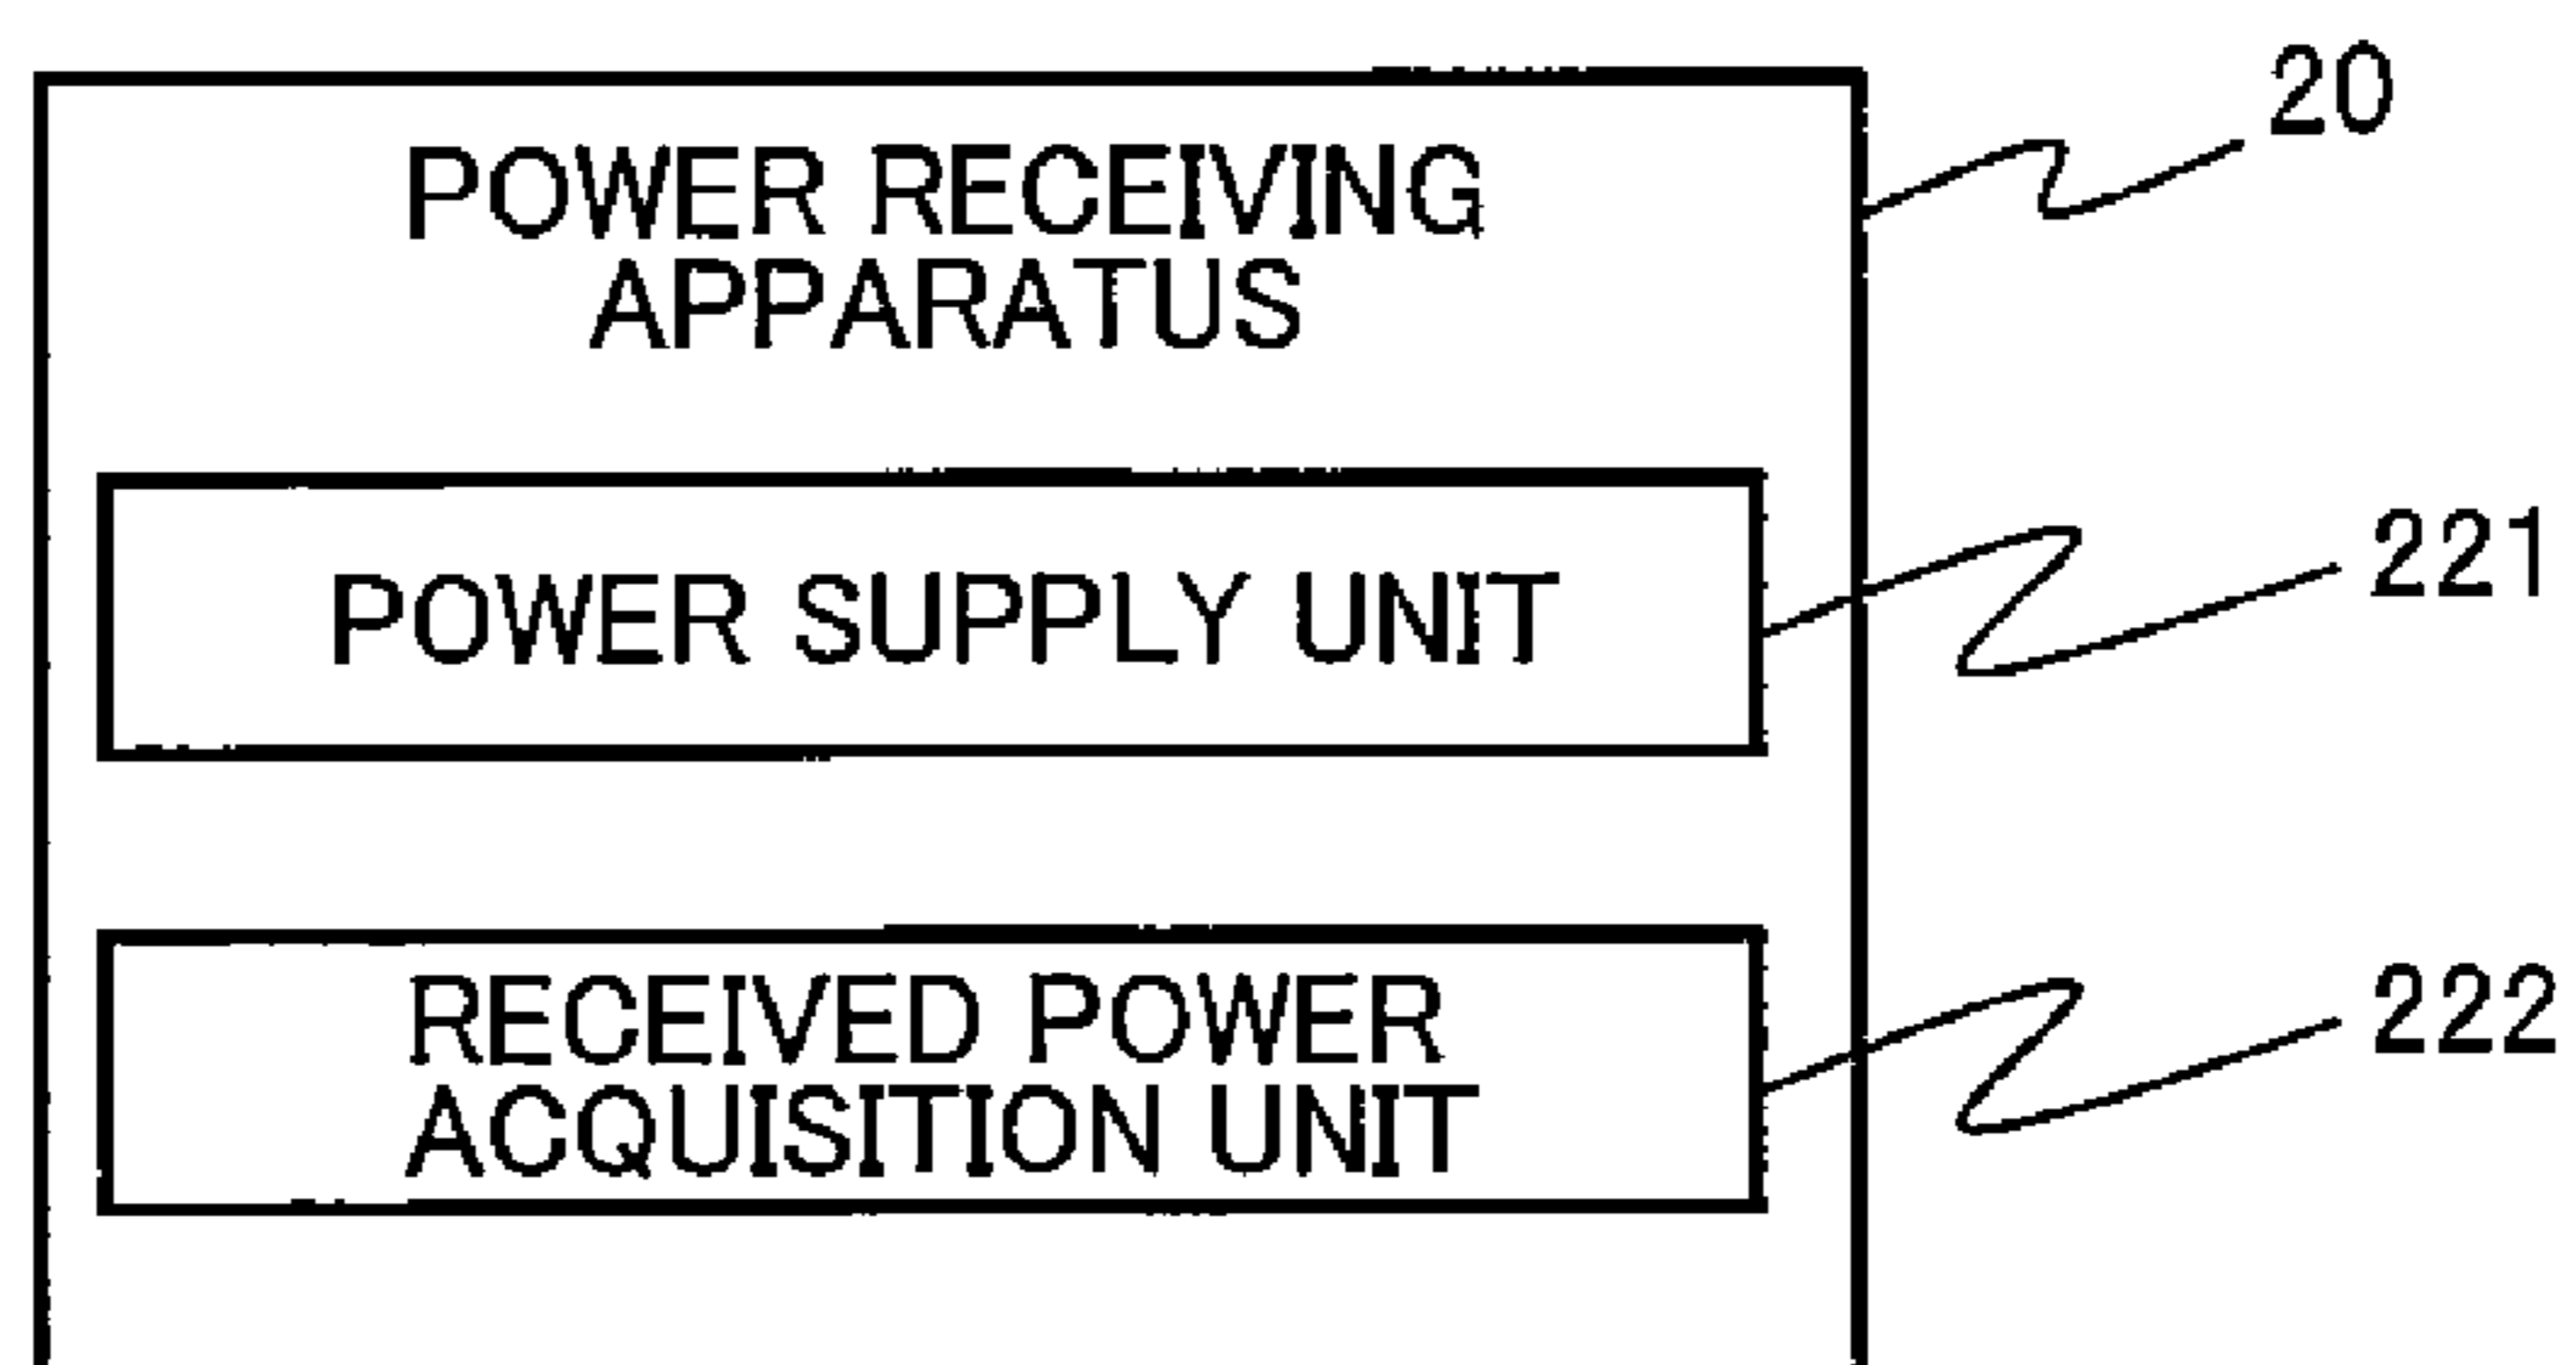 20
POWER RECEIVING
APPARATUS
POWER SUPPLY UNIT
221
RECEIVED POWER
ACQUISITION UNIT
222